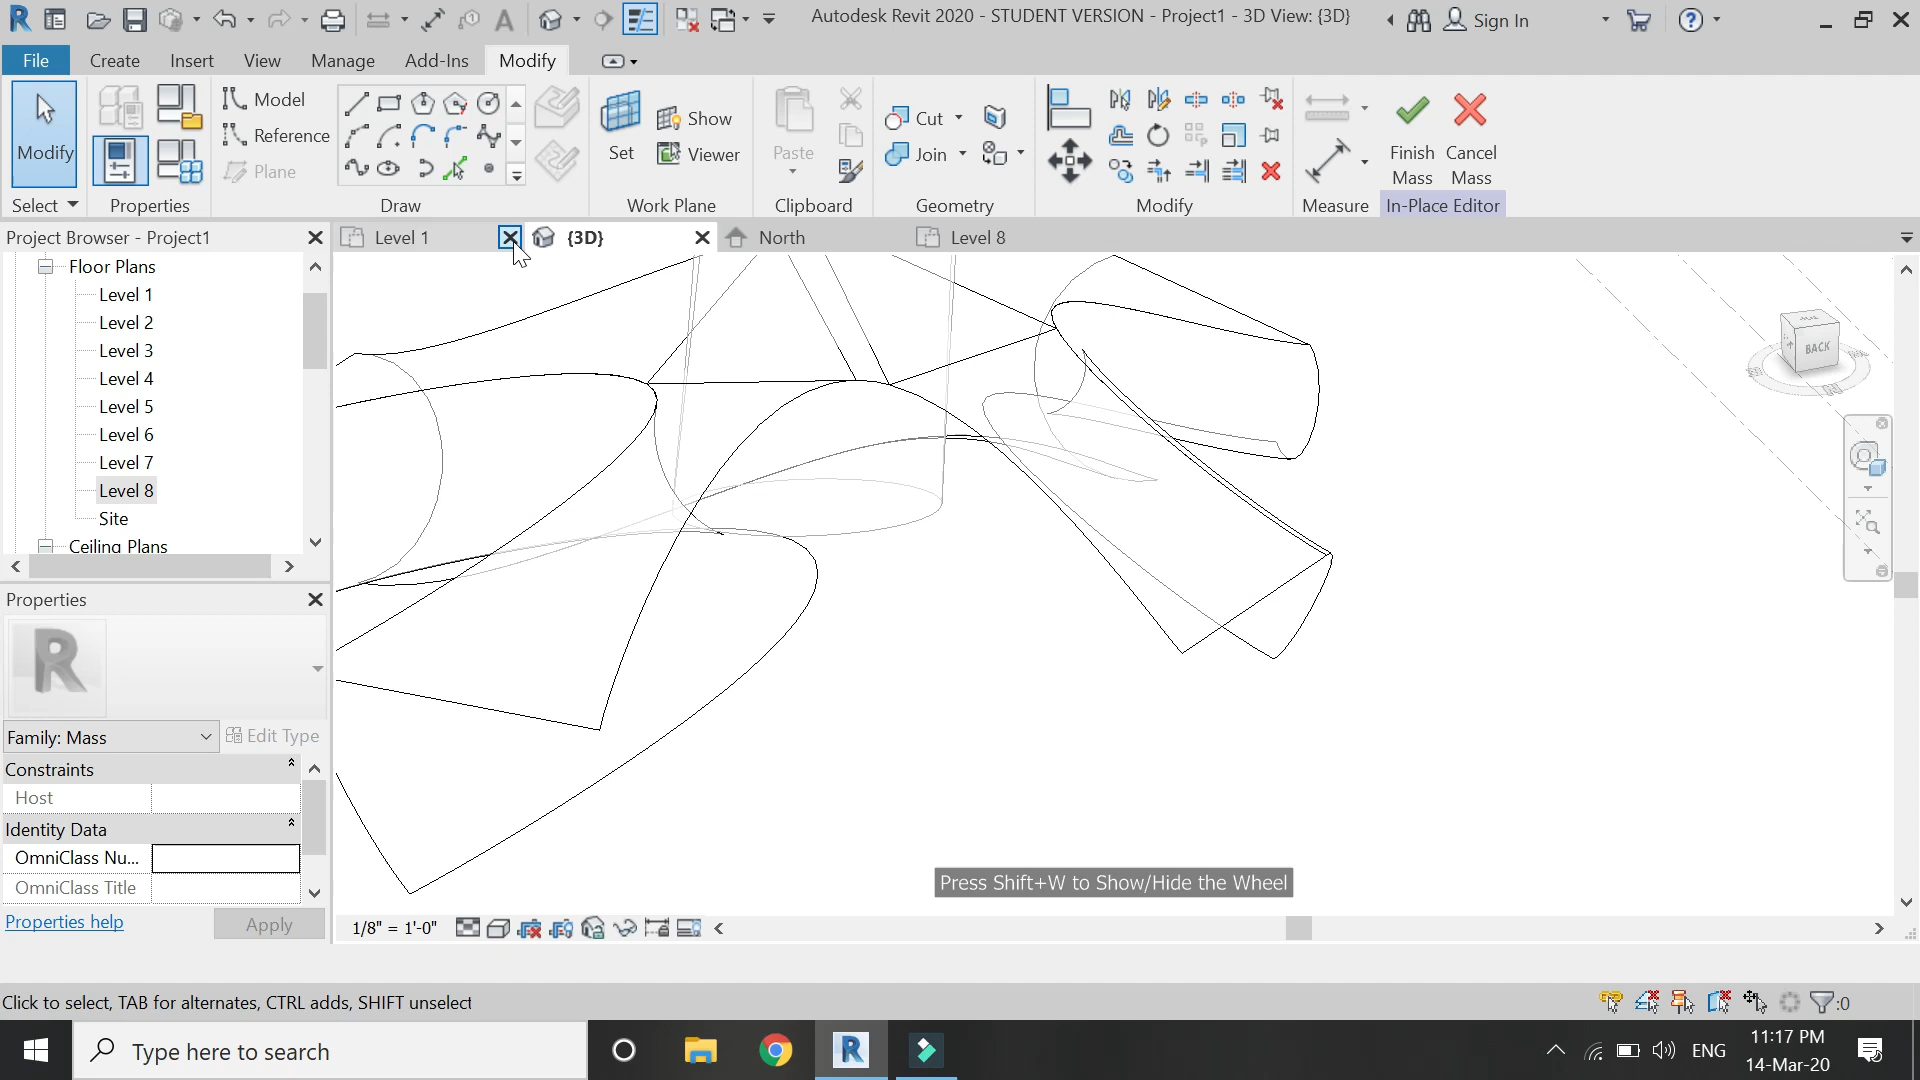 Autodesk Revit 2020 - STUDENT VERSION - Project1 - 3D View: {3D}
Sign In
File Create Insert View Manage Add-Ins Modify
Modify
Model
Reference
Plane
Set
Show
Viewer
Paste
Cut
Join
Finish Mass
Cancel Mass
Select Properties Draw Work Plane Clipboard Geometry Modify Measure In-Place Editor
Project Browser - Project1
Level 1 {3D} North Level 8
Floor Plans
Level 1
Level 2
Level 3
Level 4
Level 5
Level 6
Level 7
Level 8
Site
Ceiling Plans
BACK
Properties
Family: Mass
Edit Type
Constraints
Host
Identity Data
OmniClass Nu...
OmniClass Title
Properties help
Apply
Press Shift+W to Show/Hide the Wheel
1/8" = 1'-0"
Click to select, TAB for alternates, CTRL adds, SHIFT unselect
:0
Type here to search
ENG
11:17 PM
14-Mar-20